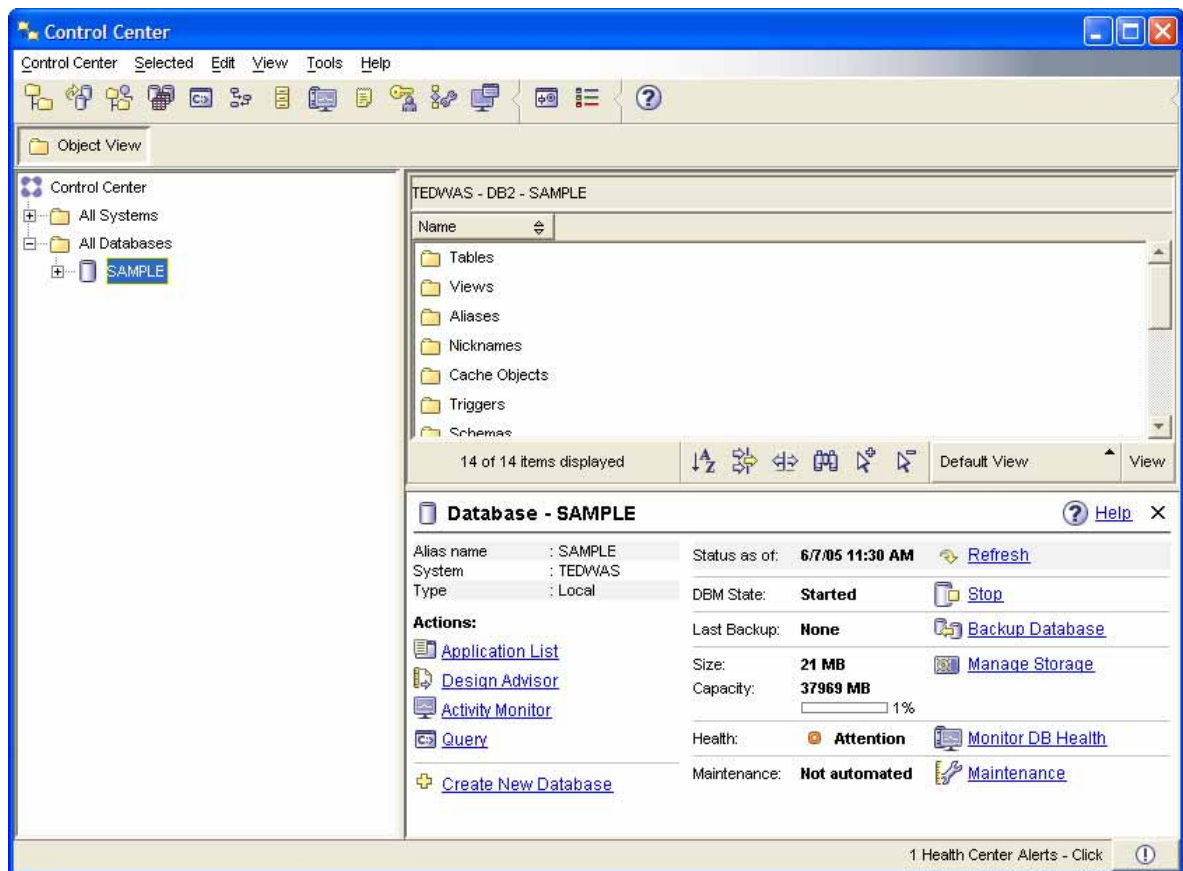 Control Center
Control Center Selected Edit View Tools Help
Object View
Control Center
All Systems
All Databases
SAMPLE
TEDWAS - DB2 - SAMPLE
Name
Tables
Views
Aliases
Nicknames
Cache Objects
Triggers
Schemas
14 of 14 items displayed
Default View
View
Database - SAMPLE
Help
Alias name : SAMPLE
System : TEDWAS
Type : Local
Actions:
Application List
Design Advisor
Activity Monitor
Query
Create New Database
Status as of: 6/7/05 11:30 AM Refresh
DBM State: Started Stop
Last Backup: None Backup Database
Size: 21 MB Manage Storage
Capacity: 37969 MB
1%
Health: Attention Monitor DB Health
Maintenance: Not automated Maintenance
1 Health Center Alerts - Click